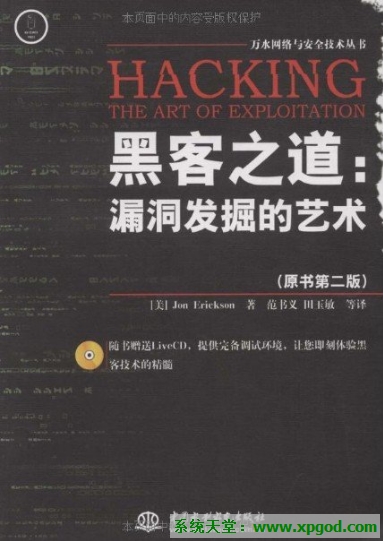 本页面中的内容受版权保护
万水网络与安全技术丛书
HACKING
THE ART OF EXPLOITATION
黑客之道:
漏洞发掘的艺术
(原书第二版)
[美] Jon Erickson 著 范书义 田玉敏 等译
随书赠送LiveCD，提供完备调试环境，让您即刻体验黑
客技术的精髓
系统天堂: www.xpgod.com